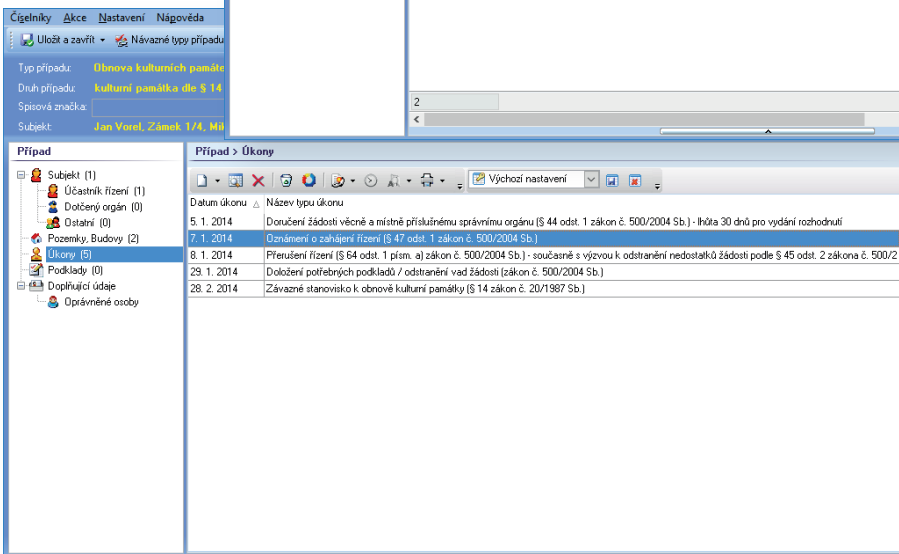 Číselníky Akce Nastavení Nápověda
Uložit a zavřít Návazné typy případu
Typ případu: Obnova kulturních památe
Druh případu: kulturní památka dle § 14
Spisová značka:
Subjekt: Jan Vorel, Zámek 1/4, Mik
2
Případ
Subjekt (1)
Účastník řízení (1)
Dotčený orgán (0)
Ostatní (0)
Pozemky, Budovy (2)
Úkony (5)
Podklady (0)
Doplňující údaje
Oprávněné osoby
Případ > Úkony
Výchozí nastavení
Datum úkonu Název typu úkonu
5. 1. 2014 Doručení žádosti věcně a místně příslušnému správnímu orgánu (§ 44 odst. 1 zákon č. 500/2004 Sb.) - lhůta 30 dnů pro vydání rozhodnutí
7. 1. 2014 Oznámení o zahájení řízení (§ 47 odst. 1 zákon č. 500/2004 Sb.)
8. 1. 2014 Přerušení řízení (§ 64 odst. 1 písm. a) zákon č. 500/2004 Sb.) - současně s výzvou k odstranění nedostatků žádosti podle § 45 odst. 2 zákona č. 500/2
29. 1. 2014 Doložení potřebných podkladů / odstranění vad žádosti (zákon č. 500/2004 Sb.)
28. 2. 2014 Závazné stanovisko k obnově kulturní památky (§ 14 zákon č. 20/1987 Sb.)